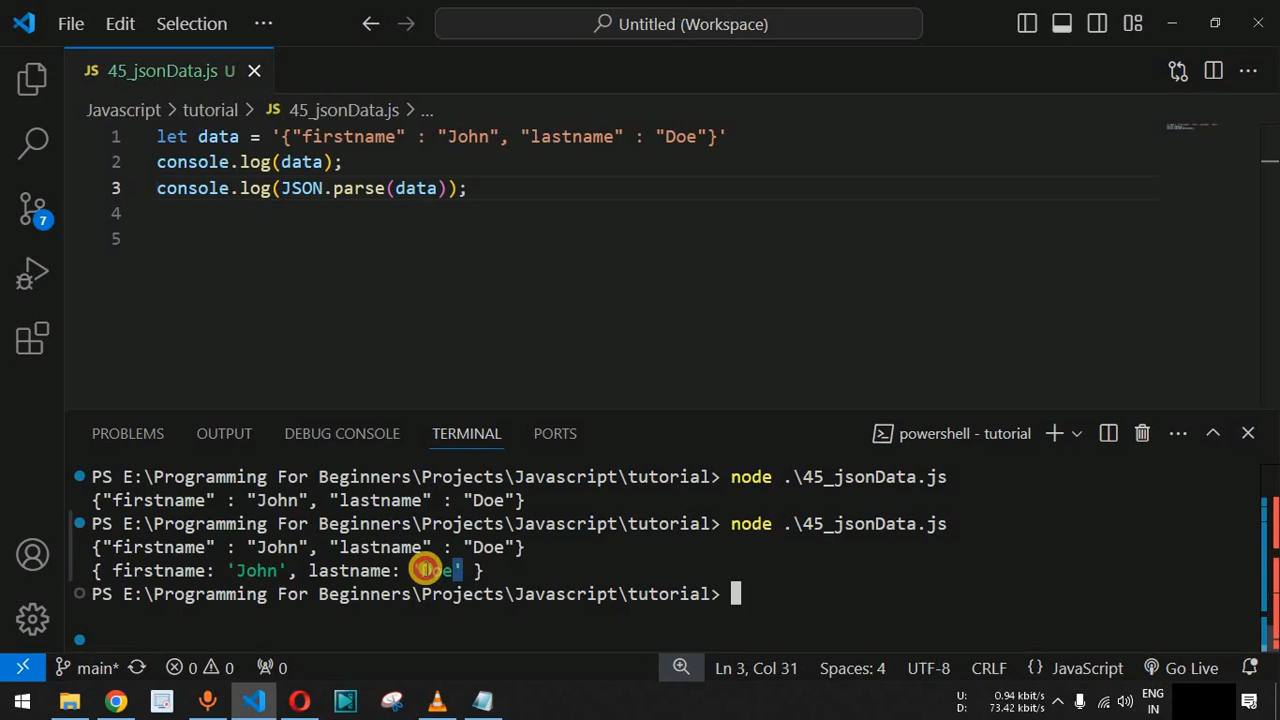 File Edit Selection ··· Untitled (Workspace)
JS 45_jsonData.js U
Javascript > tutorial > JS 45_jsonData.js > ...
1 let data = '{"firstname" : "John", "lastname" : "Doe"}'
2 console.log(data);
3 console.log(JSON.parse(data));
4
5
7
PROBLEMS OUTPUT DEBUG CONSOLE TERMINAL PORTS powershell - tutorial
PS E:\Programming For Beginners\Projects\Javascript\tutorial> node .\45_jsonData.js
{"firstname" : "John", "lastname" : "Doe"}
PS E:\Programming For Beginners\Projects\Javascript\tutorial> node .\45_jsonData.js
{"firstname" : "John", "lastname" : "Doe"}
{ firstname: 'John', lastname: 'Doe' }
PS E:\Programming For Beginners\Projects\Javascript\tutorial>
main* 0 0 0 Ln 3, Col 31 Spaces: 4 UTF-8 CRLF {} JavaScript Go Live
U: 0.94 kbit/s ENG
D: 73.42 kbit/s IN